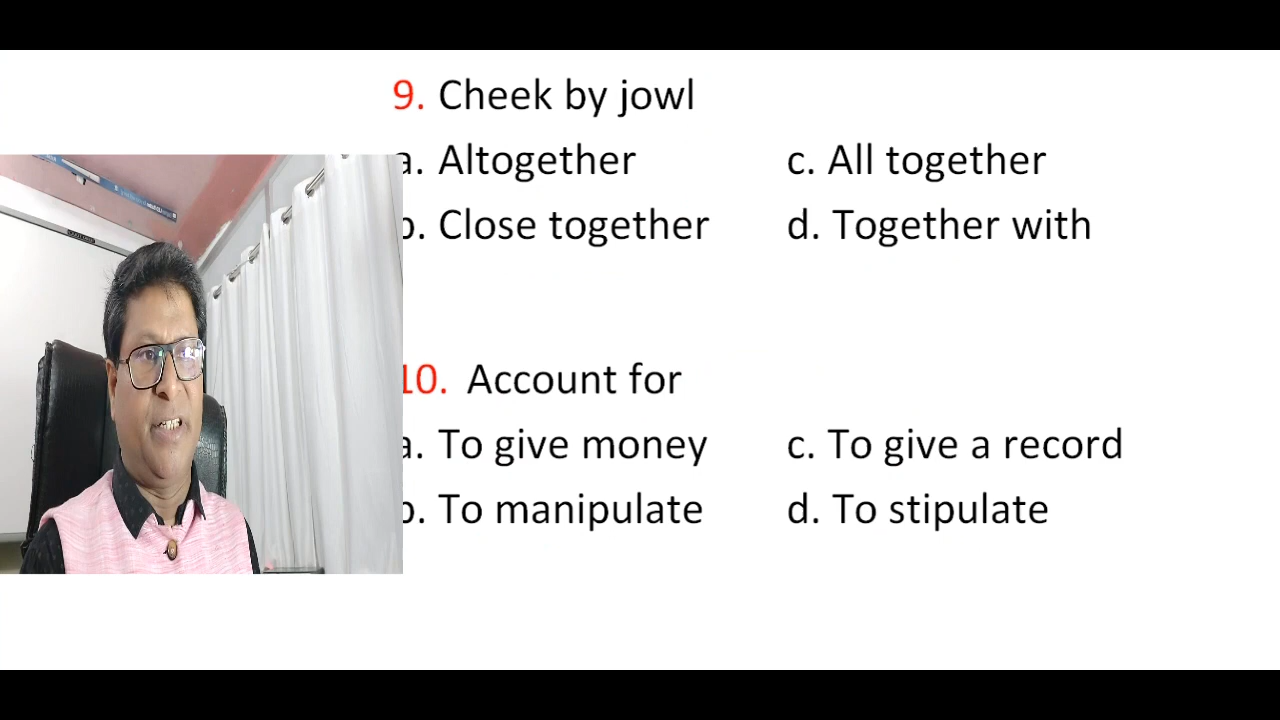 9. Cheek by jowl
a. Altogether c. All together
b. Close together d. Together with
10. Account for
a. To give money c. To give a record
b. To manipulate d. To stipulate